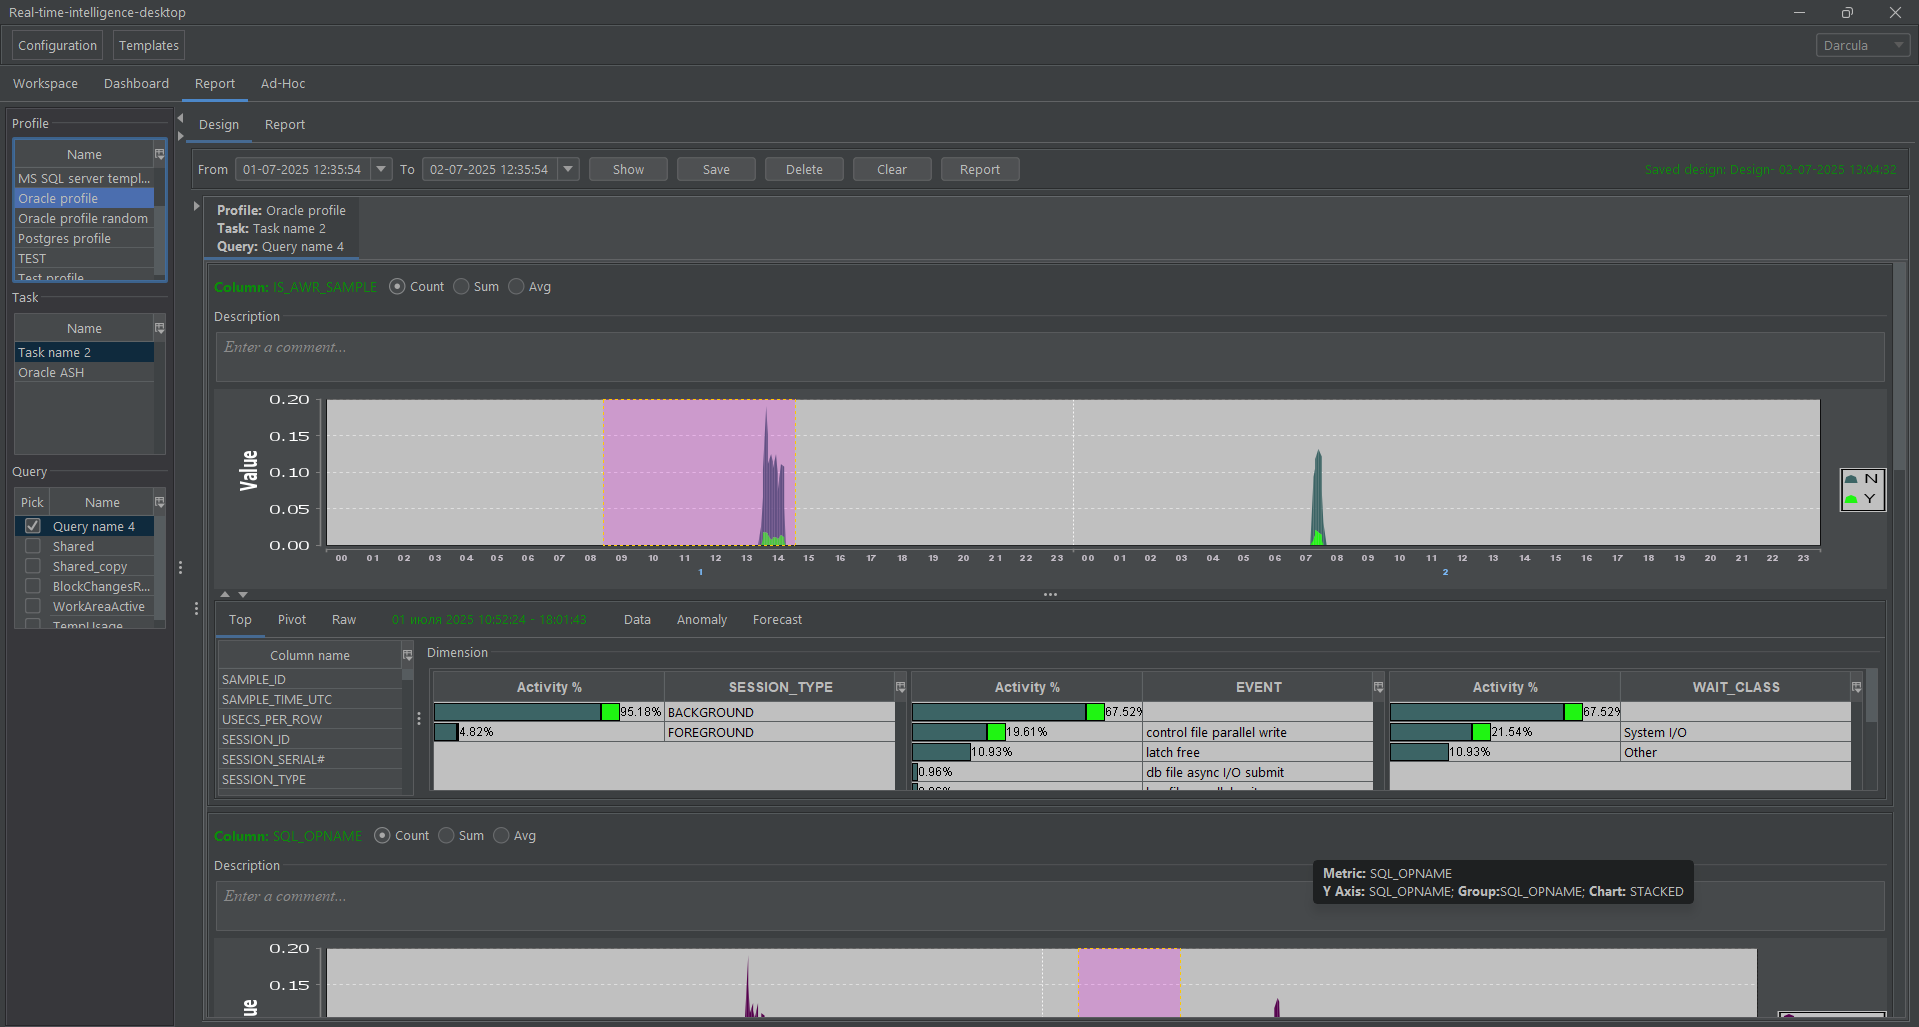 Real-time-intelligence-desktop
Configuration Templates Darcula
Workspace Dashboard Report Ad-Hoc
Profile
Name
MS SQL server templ...
Oracle profile
Oracle profile random
Postgres profile
TEST
Test profile
Task
Name
Task name 2
Oracle ASH
Query
Pick Name
Query name 4
Shared
Shared_copy
BlockChangesR...
WorkAreaActive
TempUsage
Design Report
From 01-07-2025 12:35:54 To 02-07-2025 12:35:54 Show Save Delete Clear Report Saved design: Design- 02-07-2025 13:04:32
Profile: Oracle profile
Task: Task name 2
Query: Query name 4
Column: IS_AWR_SAMPLE Count Sum Avg
Description
Enter a comment...
Value
0.20
0.15
0.10
0.05
0.00
00 01 02 03 04 05 06 07 08 09 10 11 12 13 14 15 16 17 18 19 20 21 22 23 00 01 02 03 04 05 06 07 08 09 10 11 12 13 14 15 16 17 18 19 20 21 22 23
1 2
N
Y
Top Pivot Raw 01 июля 2025 10:52:24 - 18:01:43 Data Anomaly Forecast
Column name
SAMPLE_ID
SAMPLE_TIME_UTC
USECS_PER_ROW
SESSION_ID
SESSION_SERIAL#
SESSION_TYPE
Dimension
Activity % SESSION_TYPE
95.18% BACKGROUND
4.82% FOREGROUND
Activity % EVENT
67.52%
19.61% control file parallel write
10.93% latch free
0.96% db file async I/O submit
Activity % WAIT_CLASS
67.52%
21.54% System I/O
10.93% Other
Column: SQL_OPNAME Count Sum Avg
Description
Enter a comment...
Metric: SQL_OPNAME
Y Axis: SQL_OPNAME; Group:SQL_OPNAME; Chart: STACKED
0.20
0.15